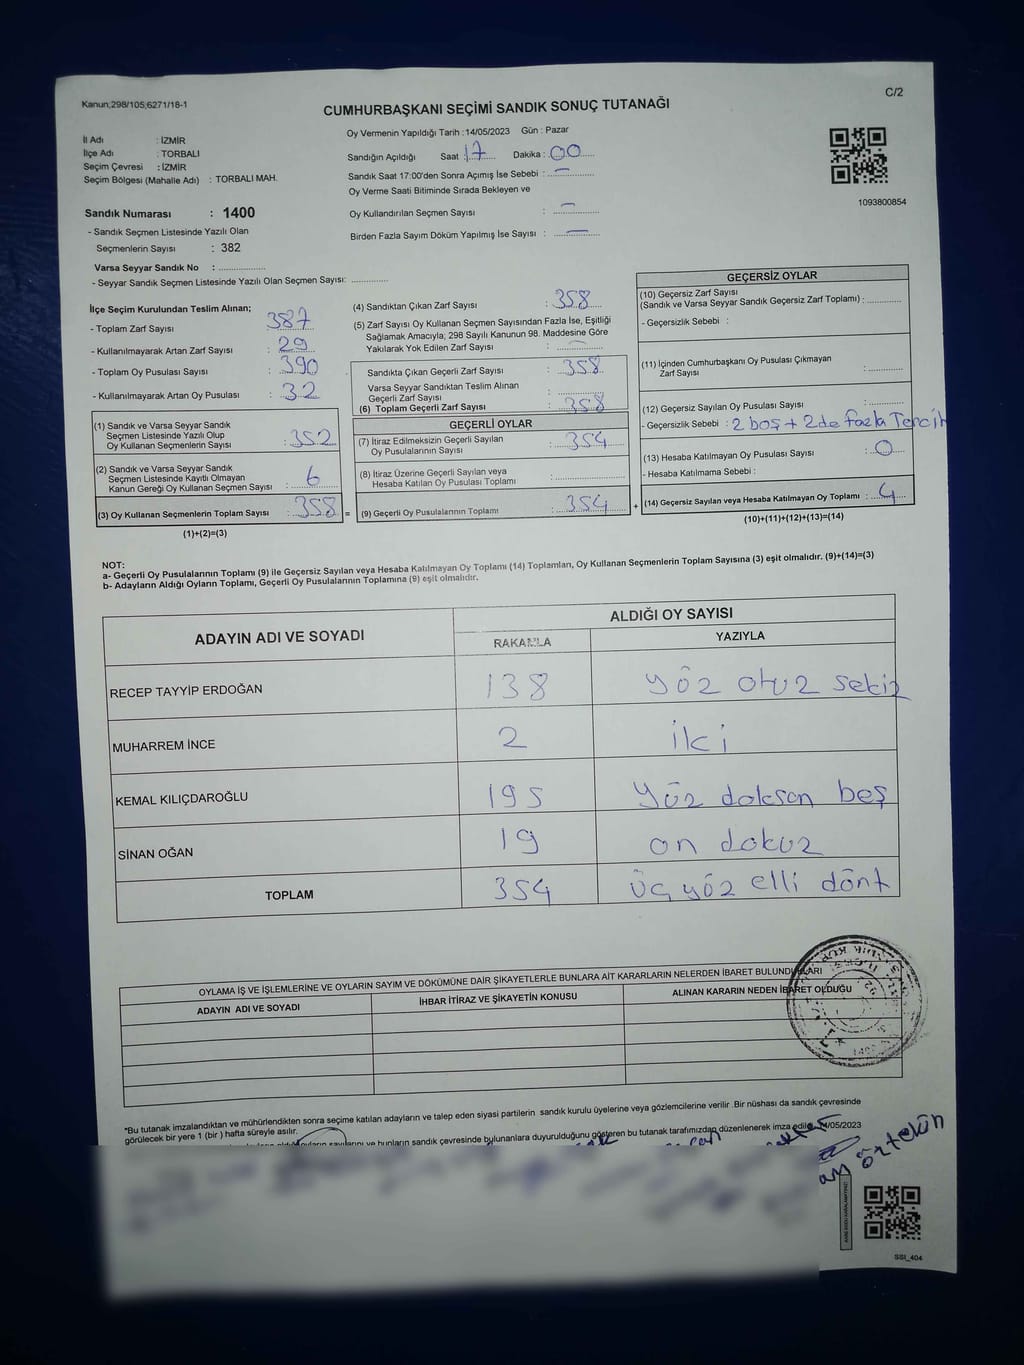 Kanun;298/105;6271/18-1
C/2
CUMHURBAŞKANI SEÇİMİ SANDIK SONUÇ TUTANAĞI
İl Adı : İZMİR
İlçe Adı : TORBALI
Seçim Çevresi : İZMİR
Seçim Bölgesi (Mahalle Adı) : TORBALI MAH.
Sandık Numarası : 1400
- Sandık Seçmen Listesinde Yazılı Olan
Seçmenlerin Sayısı : 382
Varsa Seyyar Sandık No : ..................
- Seyyar Sandık Seçmen Listesinde Yazılı Olan Seçmen Sayısı: ............
Oy Vermenin Yapıldığı Tarih :14/05/2023 Gün : Pazar
Sandığın Açıldığı Saat : 17 Dakika : 00
Sandık Saat 17:00'den Sonra Açımış İse Sebebi : —
Oy Verme Saati Bitiminde Sırada Bekleyen ve
Oy Kullandırılan Seçmen Sayısı : —
Birden Fazla Sayım Döküm Yapılmış İse Sayısı : —
1093800854
İlçe Seçim Kurulundan Teslim Alınan;
- Toplam Zarf Sayısı : 387
- Kullanılmayarak Artan Zarf Sayısı : 29
- Toplam Oy Pusulası Sayısı : 390
- Kullanılmayarak Artan Oy Pusulası : 32
(1) Sandık ve Varsa Seyyar Sandık
Seçmen Listesinde Yazılı Olup
Oy Kullanan Seçmenlerin Sayısı : 352
(2) Sandık ve Varsa Seyyar Sandık
Seçmen Listesinde Kayıtlı Olmayan
Kanun Gereği Oy Kullanan Seçmen Sayısı : 6
(3) Oy Kullanan Seçmenlerin Toplam Sayısı : 358 =
(1)+(2)=(3)
(4) Sandıktan Çıkan Zarf Sayısı : 358
(5) Zarf Sayısı Oy Kullanan Seçmen Sayısından Fazla İse, Eşitliği
Sağlamak Amacıyla; 298 Sayılı Kanunun 98. Maddesine Göre
Yakılarak Yok Edilen Zarf Sayısı : —
Sandıkta Çıkan Geçerli Zarf Sayısı : 358
Varsa Seyyar Sandıktan Teslim Alınan
Geçerli Zarf Sayısı : ............
(6) Toplam Geçerli Zarf Sayısı : 358
GEÇERLİ OYLAR
(7) İtiraz Edilmeksizin Geçerli Sayılan
Oy Pusulalarının Sayısı : 354
(8) İtiraz Üzerine Geçerli Sayılan veya
Hesaba Katılan Oy Pusulası Toplamı : ............
(9) Geçerli Oy Pusulalarının Toplamı : 354 +
GEÇERSİZ OYLAR
(10) Geçersiz Zarf Sayısı
(Sandık ve Varsa Seyyar Sandık Geçersiz Zarf Toplamı) : ............
- Geçersizlik Sebebi :
(11) İçinden Cumhurbaşkanı Oy Pusulası Çıkmayan
Zarf Sayısı : ............
(12) Geçersiz Sayılan Oy Pusulası Sayısı : ............
- Geçersizlik Sebebi : 2 boş + 2 de fazla Tercih
(13) Hesaba Katılmayan Oy Pusulası Sayısı : 0
- Hesaba Katılmama Sebebi :
(14) Geçersiz Sayılan veya Hesaba Katılmayan Oy Toplamı : 4
(10)+(11)+(12)+(13)=(14)
NOT:
a- Geçerli Oy Pusulalarının Toplamı (9) ile Geçersiz Sayılan veya Hesaba Katılmayan Oy Toplamı (14) Toplamları, Oy Kullanan Seçmenlerin Toplam Sayısına (3) eşit olmalıdır. (9)+(14)=(3)
b- Adayların Aldığı Oyların Toplamı, Geçerli Oy Pusulalarının Toplamına (9) eşit olmalıdır.
ADAYIN ADI VE SOYADI
ALDIĞI OY SAYISI
RAKAMLA YAZIYLA
RECEP TAYYİP ERDOĞAN 138 yöz otuz sekiz
MUHARREM İNCE 2 iki
KEMAL KILIÇDAROĞLU 195 Yüz doksan beş
SİNAN OĞAN 19 on dokuz
TOPLAM 354 üç yöz elli dönt
OYLAMA İŞ VE İŞLEMLERİNE VE OYLARIN SAYIM VE DÖKÜMÜNE DAİR ŞİKAYETLERLE BUNLARA AİT KARARLARIN NELERDEN İBARET BULUNDUKLARI
ADAYIN ADI VE SOYADI İHBAR İTİRAZ VE ŞİKAYETİN KONUSU ALINAN KARARIN NEDEN İBARET OLDUĞU
*Bu tutanak imzalandıktan ve mühürlendikten sonra seçime katılan adayların ve talep eden siyasi partilerin sandık kurulu üyelerine veya gözlemcilerine verilir .Bir nüshası da sandık çevresinde
görülecek bir yere 1 (bir ) hafta süreyle asılır.
sayılarını ve bunların sandık çevresinde bulunanlara duyurulduğunu gösteren bu tutanak tarafımızdan düzenlenerek imza edildi. 14/05/2023
öztekün
SSI_404